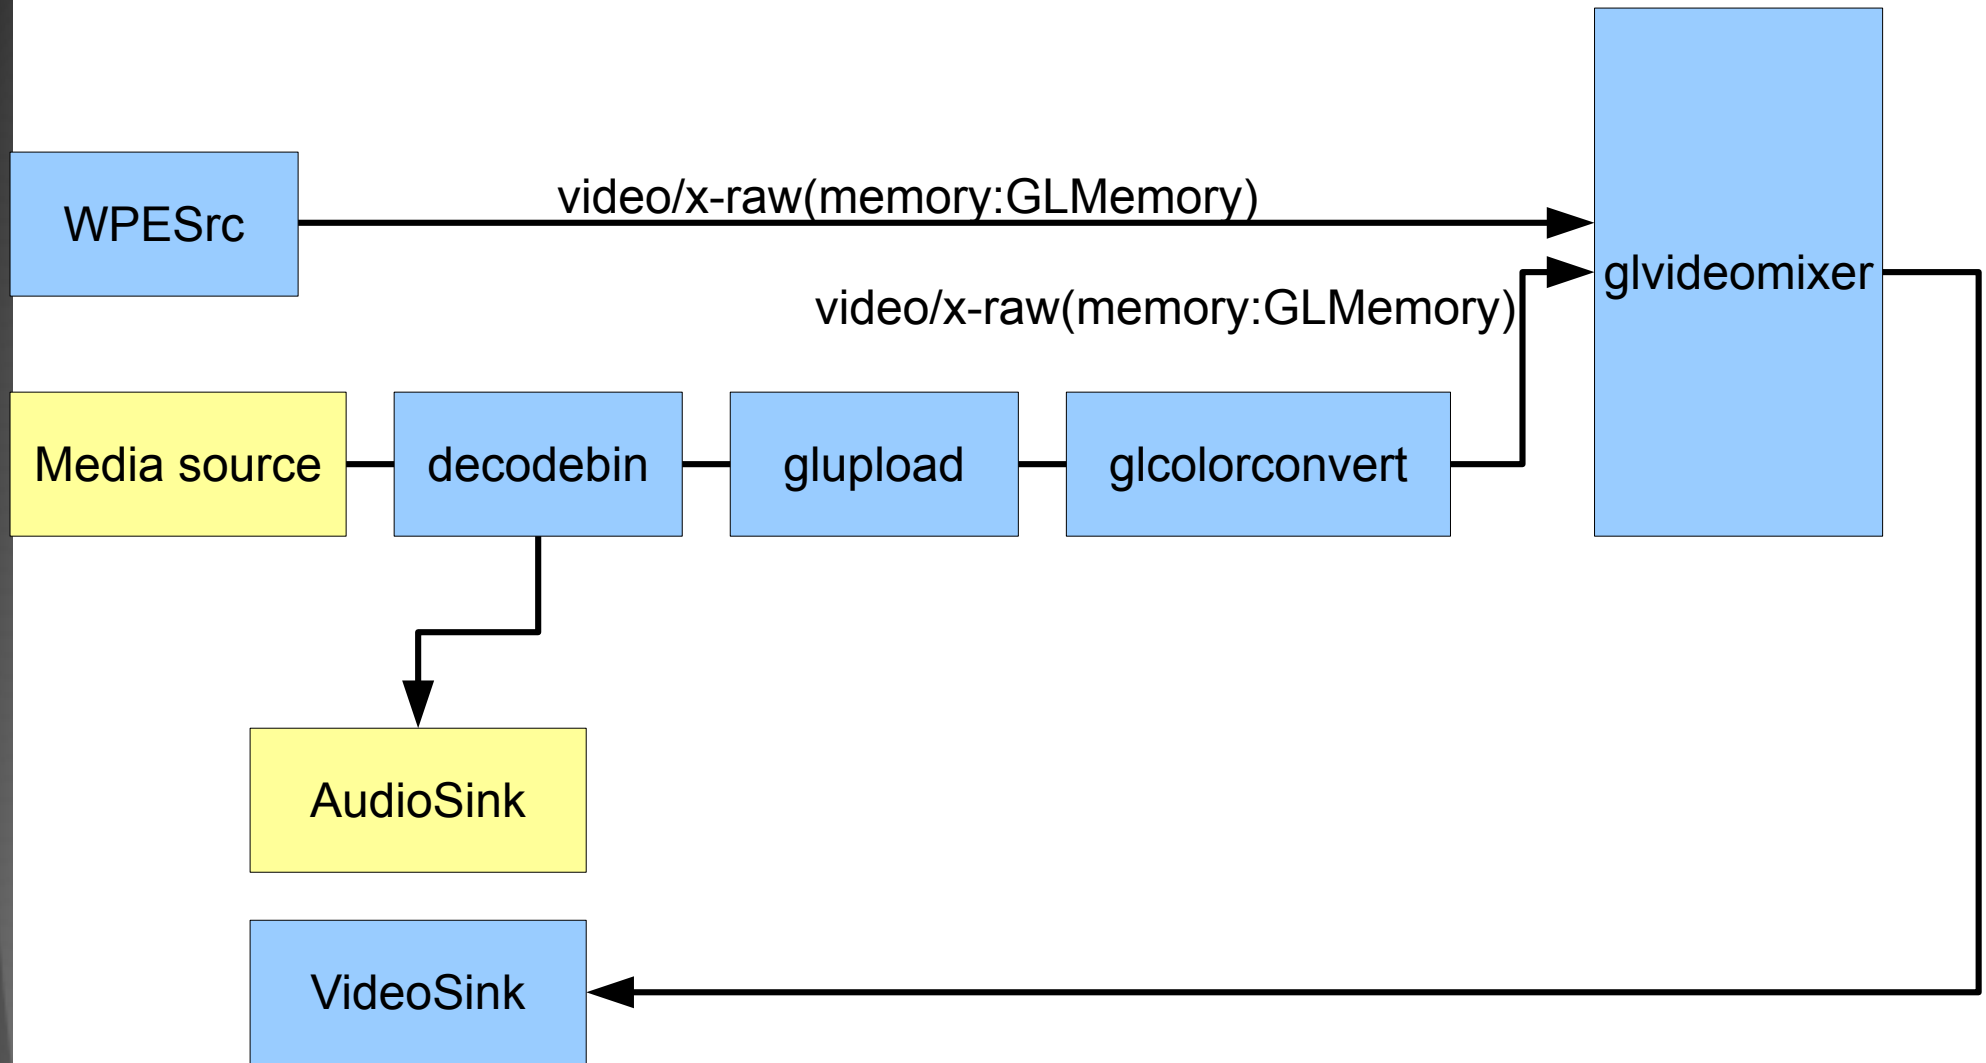 WPESrc
video/x-raw(memory:GLMemory)
glvideomixer
video/x-raw(memory:GLMemory)
Media source
decodebin
glupload
glcolorconvert
AudioSink
VideoSink